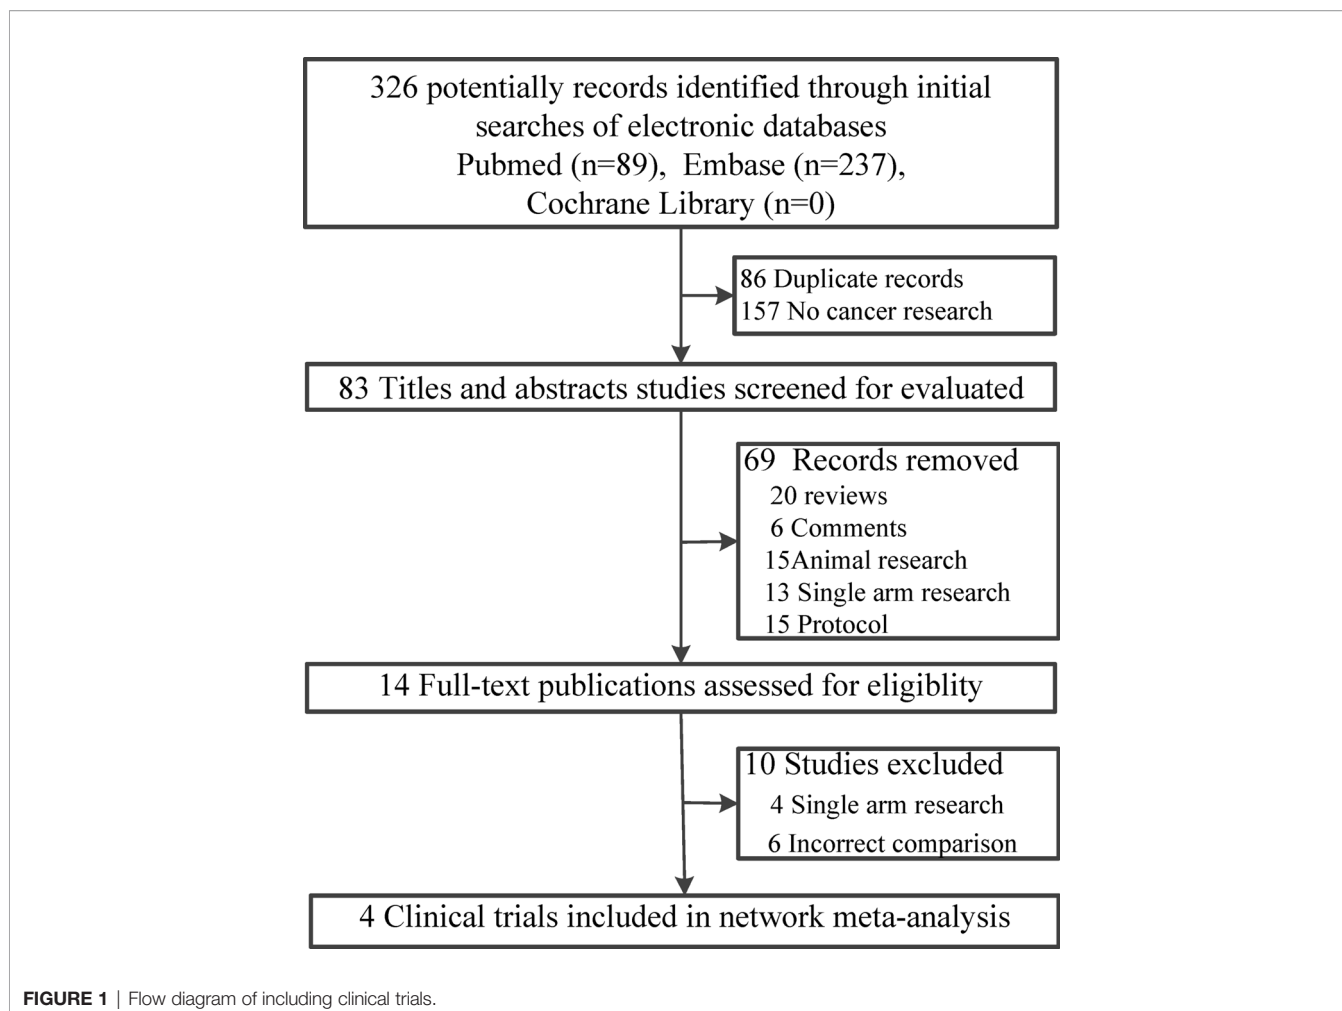 326 potentially records identified through initial
searches of electronic databases
Pubmed (n=89), Embase (n=237),
Cochrane Library (n=0)
86 Duplicate records
157 No cancer research
83 Titles and abstracts studies screened for evaluated
69 Records removed
20 reviews
6 Comments
15Animal research
13 Single arm research
15 Protocol
14 Full-text publications assessed for eligiblity
10 Studies excluded
4 Single arm research
6 Incorrect comparison
4 Clinical trials included in network meta-analysis
FIGURE 1 | Flow diagram of including clinical trials.